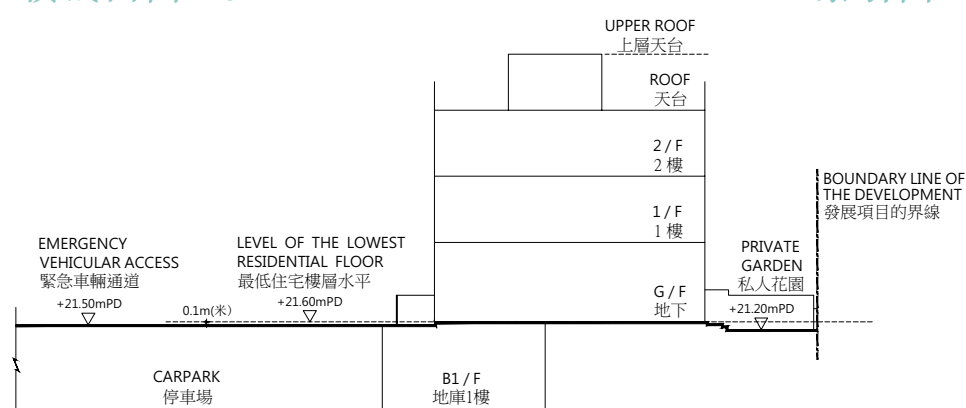 UPPER ROOF
上層天台
ROOF
天台
2 / F
2 樓
1 / F
1 樓
G / F
地下
BOUNDARY LINE OF
THE DEVELOPMENT
發展項目的界線
PRIVATE
GARDEN
私人花園
+21.20mPD
EMERGENCY
VEHICULAR ACCESS
緊急車輛通道
+21.50mPD
0.1m(米）
LEVEL OF THE LOWEST
RESIDENTIAL FLOOR
最低住宅樓層水平
+21.60mPD
CARPARK
停車場
B1 / F
地庫1樓